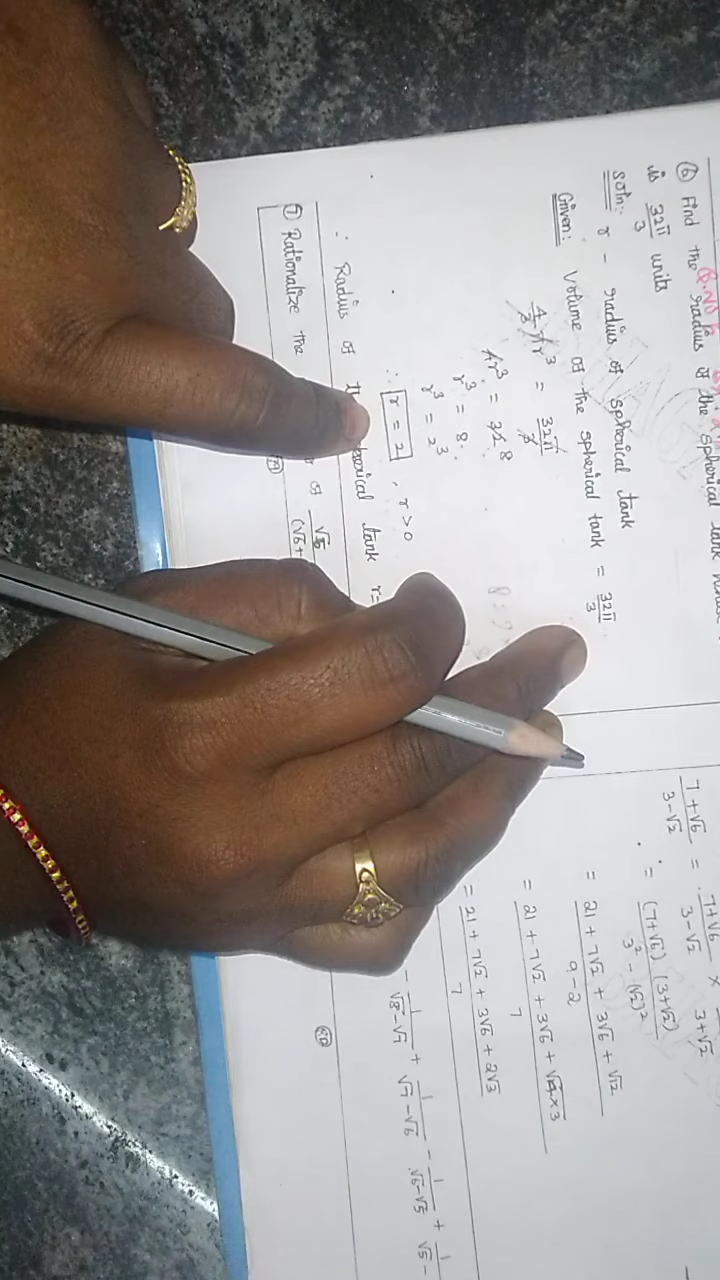 ⑥ Find the radius of the spherical tank
is 32π/3 units
Soln: r - radius of spherical tank
Given: Volume of the spherical tank = 32π/3
4/3 πr³ = 32π/3
4r³ = 32 8
r³ = 8
r³ = 2³
∴ r = 2, r > 0
∴ Radius of spherical tank r=
⑦ Rationalize the of √6
7+√6/3-√2 = 7+√6/3-√2 × 3+√2
= (7+√6)(3+√2)/3²-(√2)²
= 21+7√2+3√6+√12/9-2
= 21+7√2+3√6+√4×3/7
= 21+7√2+3√6+2√3/7
- 1/√8-√7 + 1/√7-√6 - 1/√6-√5 + 1/√5-